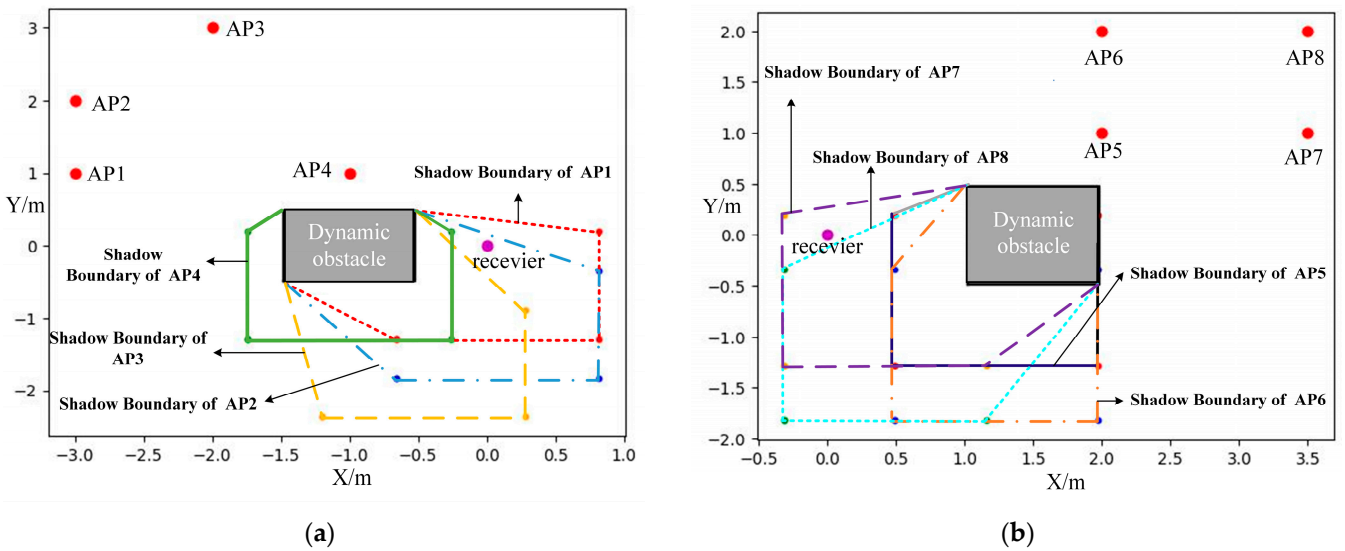 3
2
1
0
−1
−2
Y/m
AP3
AP2
AP1
AP4
Shadow Boundary of AP1
Dynamic
obstacle
recevier
Shadow
Boundary of AP4
Shadow Boundary of
AP3
Shadow Boundary of AP2
−3.0
−2.5
−2.0
−1.5
−1.0
−0.5
0.0
0.5
1.0
X/m
(a)
2.0
1.5
1.0
0.5
0.0
−0.5
−1.0
−1.5
−2.0
Y/m
AP6
AP8
Shadow Boundary of AP7
AP5
AP7
Shadow Boundary of AP8
Dynamic
obstacle
recevier
Shadow Boundary of AP5
Shadow Boundary of AP6
−0.5
0.0
0.5
1.0
1.5
2.0
2.5
3.0
3.5
X/m
(b)